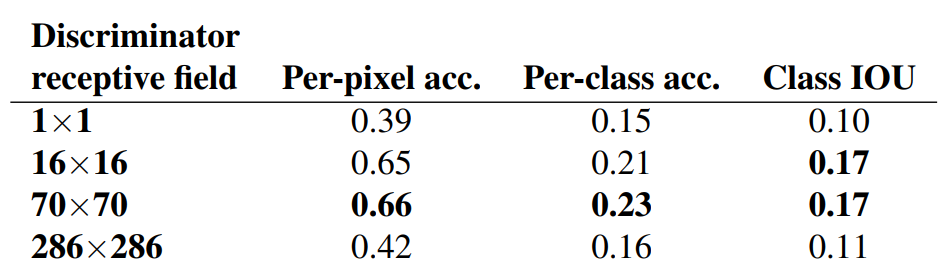 Discriminator
receptive field Per-pixel acc. Per-class acc. Class IOU
1×1 0.39 0.15 0.10
16×16 0.65 0.21 0.17
70×70 0.66 0.23 0.17
286×286 0.42 0.16 0.11